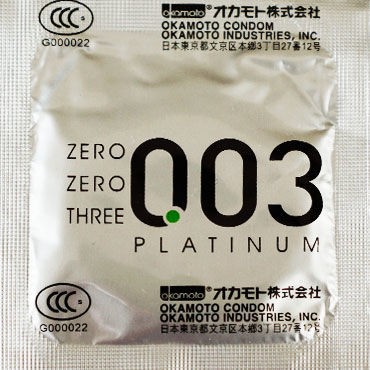 CCC S
G000022
okamoto® オカモト株式会社
OKAMOTO CONDOM
OKAMOTO INDUSTRIES, INC.
日本東京都文京区本郷3丁目27番12号
ZERO
ZERO
THREE
0.03
PLATINUM
CCC S
G000022
okamoto® オカモト株式会社
OKAMOTO CONDOM
OKAMOTO INDUSTRIES, INC.
日本東京都文京区本郷3丁目27番12号